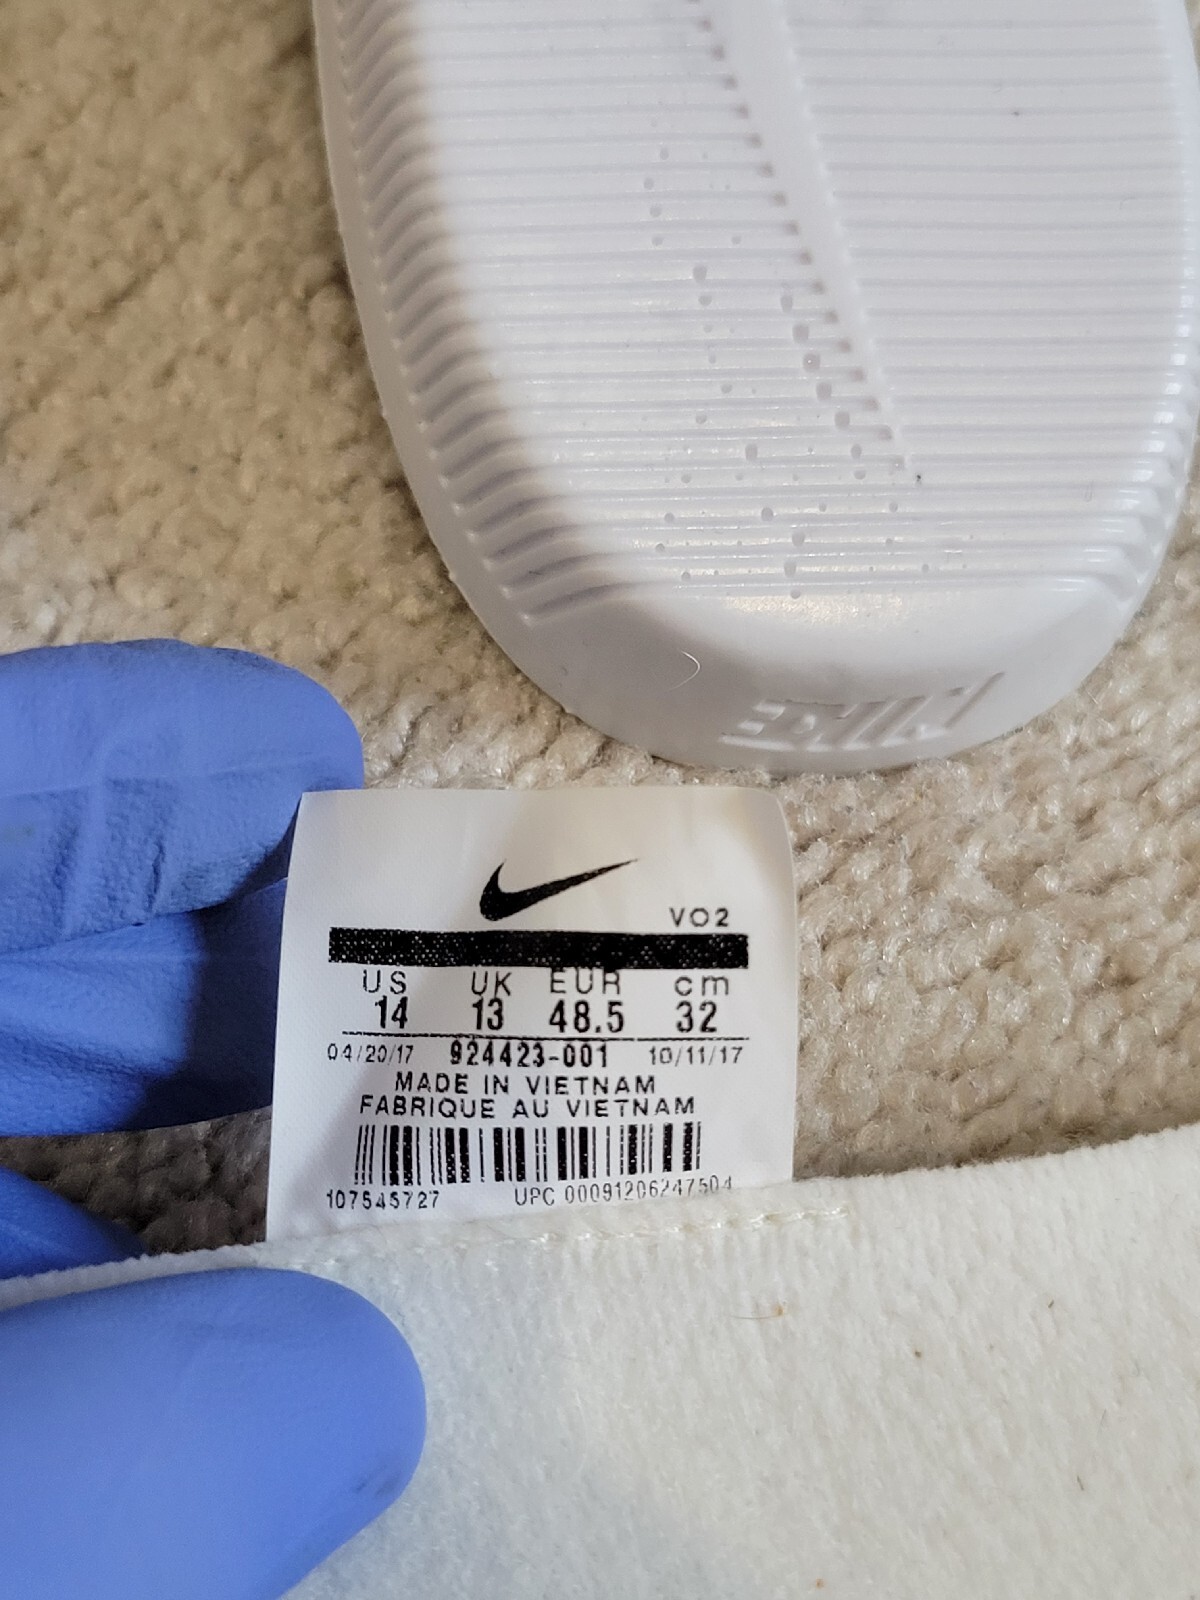 NIKE
VO2
US UK EUR cm
14 13 48.5 32
04/20/17 924423-001 10/11/17
MADE IN VIETNAM
FABRIQUE AU VIETNAM
107545727 UPC 00091206247504